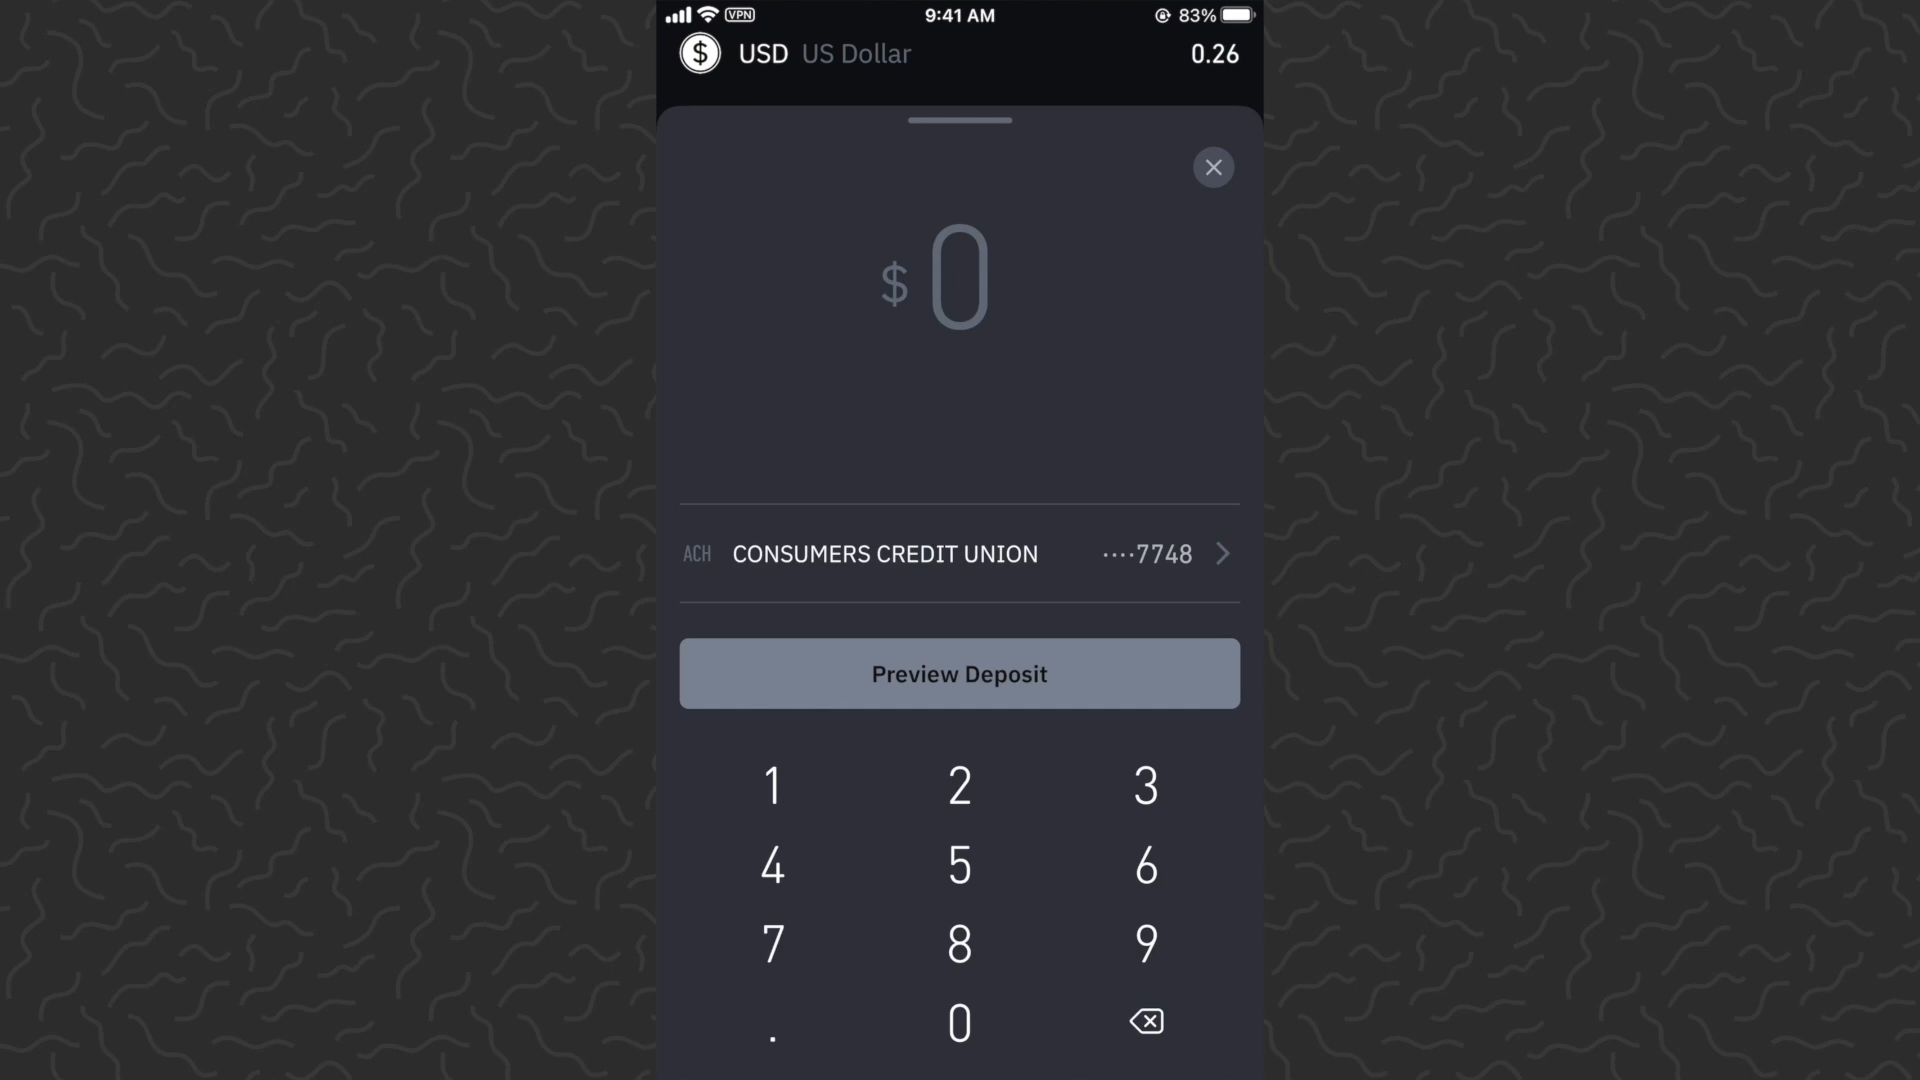 VPN 9:41 AM 83%
$ USD US Dollar 0.26
$ 0
ACH CONSUMERS CREDIT UNION ····7748
Preview Deposit
1 2 3
4 5 6
7 8 9
. 0